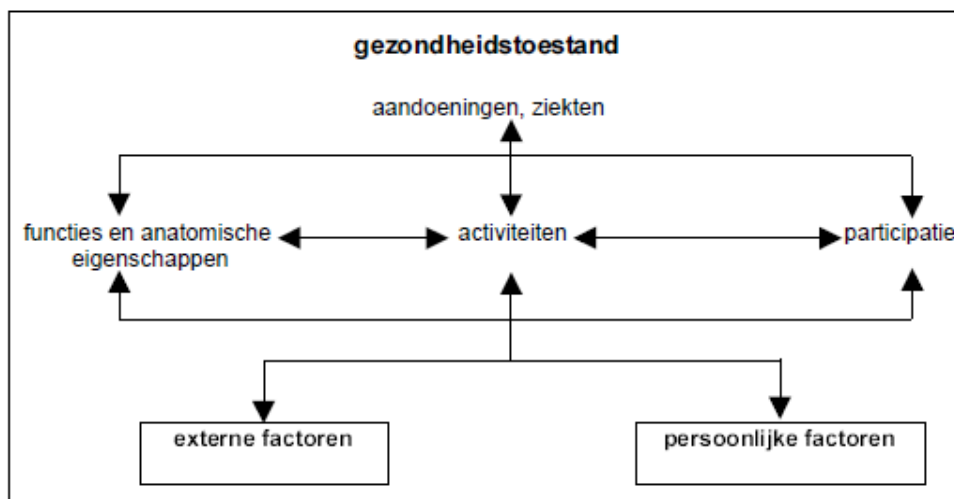 gezondheidstoestand
aandoeningen, ziekten
functies en anatomische
eigenschappen
activiteiten
participatie
externe factoren
persoonlijke factoren